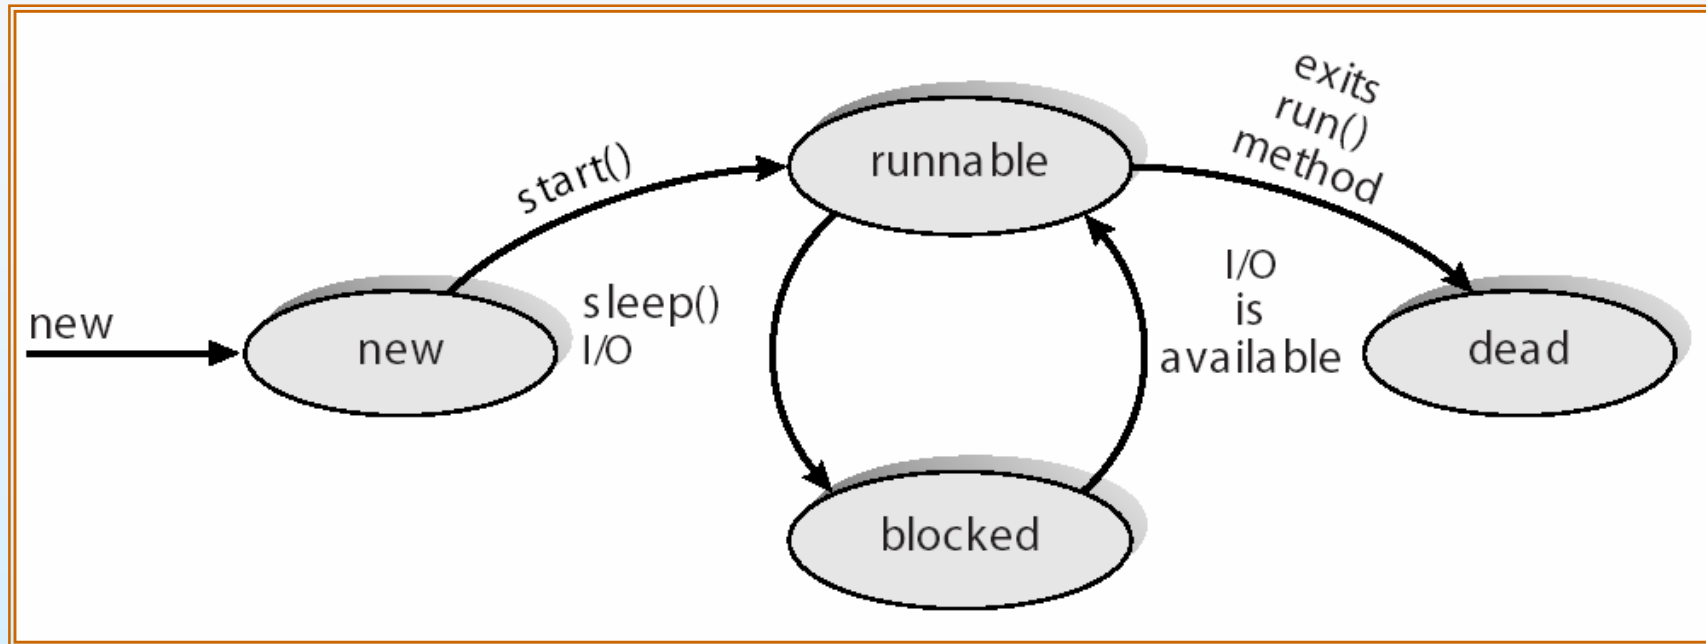 new
new
start()
sleep()
I/O
runnable
blocked
I/O
is
available
exits
run()
method
dead